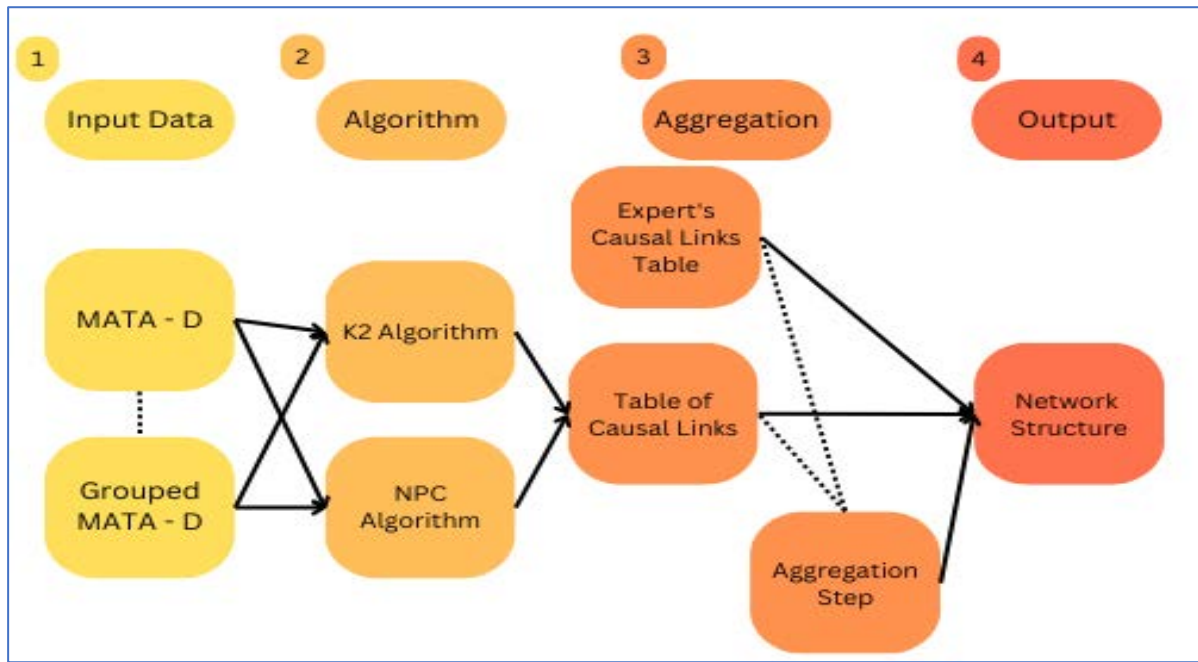 1
Input Data
2
Algorithm
3
Aggregation
4
Output
MATA - D
Grouped
MATA - D
K2 Algorithm
NPC
Algorithm
Expert's
Causal Links
Table
Table of
Causal Links
Aggregation
Step
Network
Structure